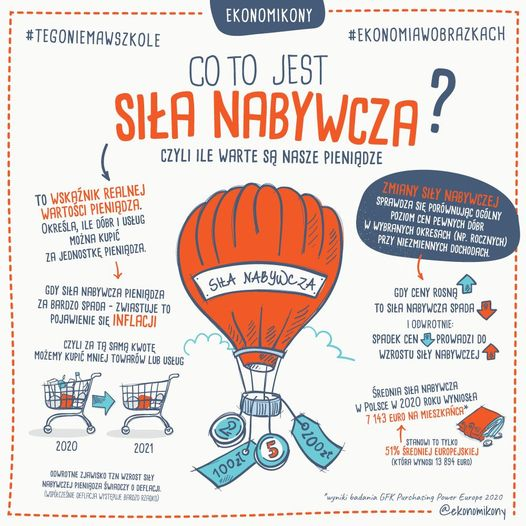 EKONOMIKONY
#TEGONIEMAWSZKOLE
#EKONOMIAWOBRAZKACH
CO TO JEST
SIŁA NABYWCZA?
CZYLI ILE WARTE SĄ NASZE PIENIĄDZE
TO WSKAŹNIK REALNEJ
WARTOŚCI PIENIĄDZA.
OKREŚLA, ILE DÓBR I USŁUG
MOŻNA KUPIĆ
ZA JEDNOSTKĘ PIENIĄDZA.
GDY SIŁA NABYWCZA PIENIĄDZA
ZA BARDZO SPADA - ZWIASTUJE TO
POJAWIENIE SIĘ INFLACJI
CZYLI ZA TĄ SAMĄ KWOTĘ
MOŻEMY KUPIĆ MNIEJ TOWARÓW LUB USŁUG
2020
2021
ODWROTNE ZJAWISKO TZN WZROST SIŁY
NABYWCZEJ PIENIĄDZA ŚWIADCZY O DEFLACJI.
(WSPÓŁCZEŚNIE DEFLACJA WYSTĘPUJE BARDZO RZADKO)
SIŁA NABYWCZA
100zł
2
5
200zł
ZMIANY SIŁY NABYWCZEJ
SPRAWDZA SIĘ PORÓWNUJĄC OGÓLNY
POZIOM CEN PEWNYCH DÓBR
W WYBRANYCH OKRESACH (NP. ROCZNYCH)
PRZY NIEZMIENNYCH DOCHODACH.
GDY CENY ROSNĄ
TO SIŁA NABYWCZA SPADA
I ODWROTNIE:
SPADEK CEN PROWADZI DO
WZROSTU SIŁY NABYWCZEJ
ŚREDNIA SIŁA NABYWCZA
W POLSCE W 2020 ROKU WYNIOSŁA
7 143 EURO NA MIESZKAŃCA*
STANOWI TO TYLKO
51% ŚREDNIEJ EUROPEJSKIEJ
(KTÓRA WYNOSI 13 894 EURO)
*wyniki badania GFK Purchasing Power Europe 2020
@ekonomikony